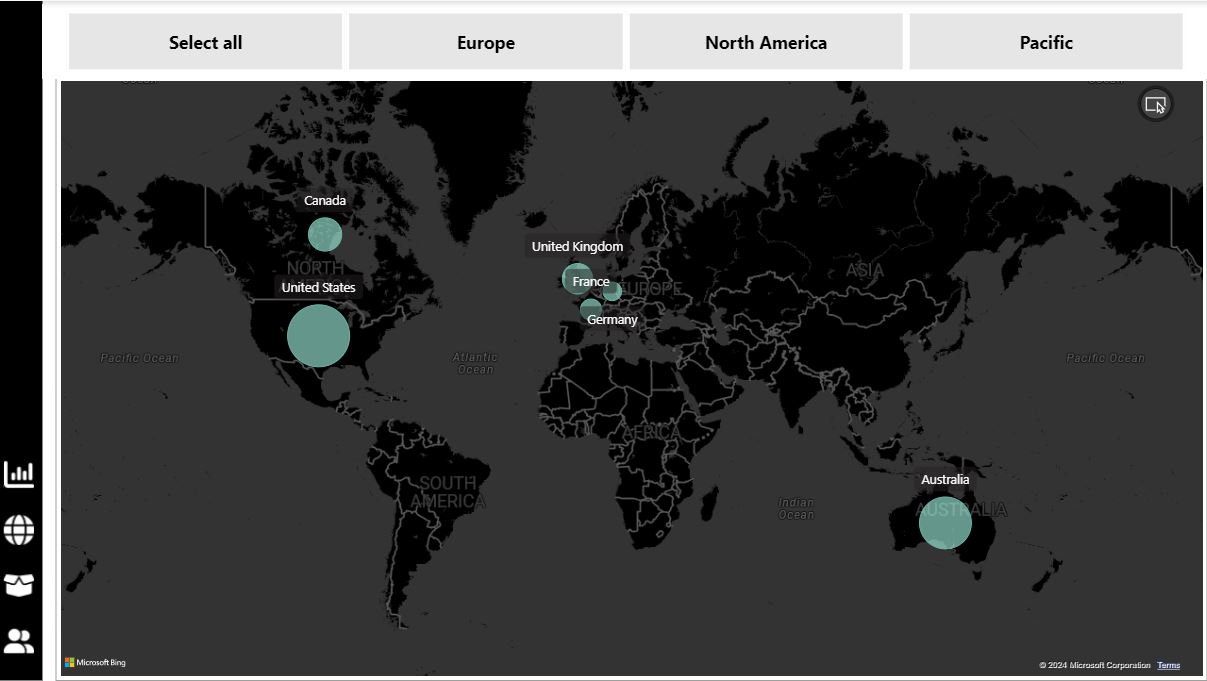 Select all
Europe
North America
Pacific
Canada
NORTH
United States
United Kingdom
France
EUROPE
Germany
ASIA
Pacific Ocean
Atlantic
Ocean
Pacific Ocean
AFRICA
SOUTH
AMERICA
Indian
Ocean
Australia
AUSTRALIA
Microsoft Bing
© 2024 Microsoft Corporation Terms